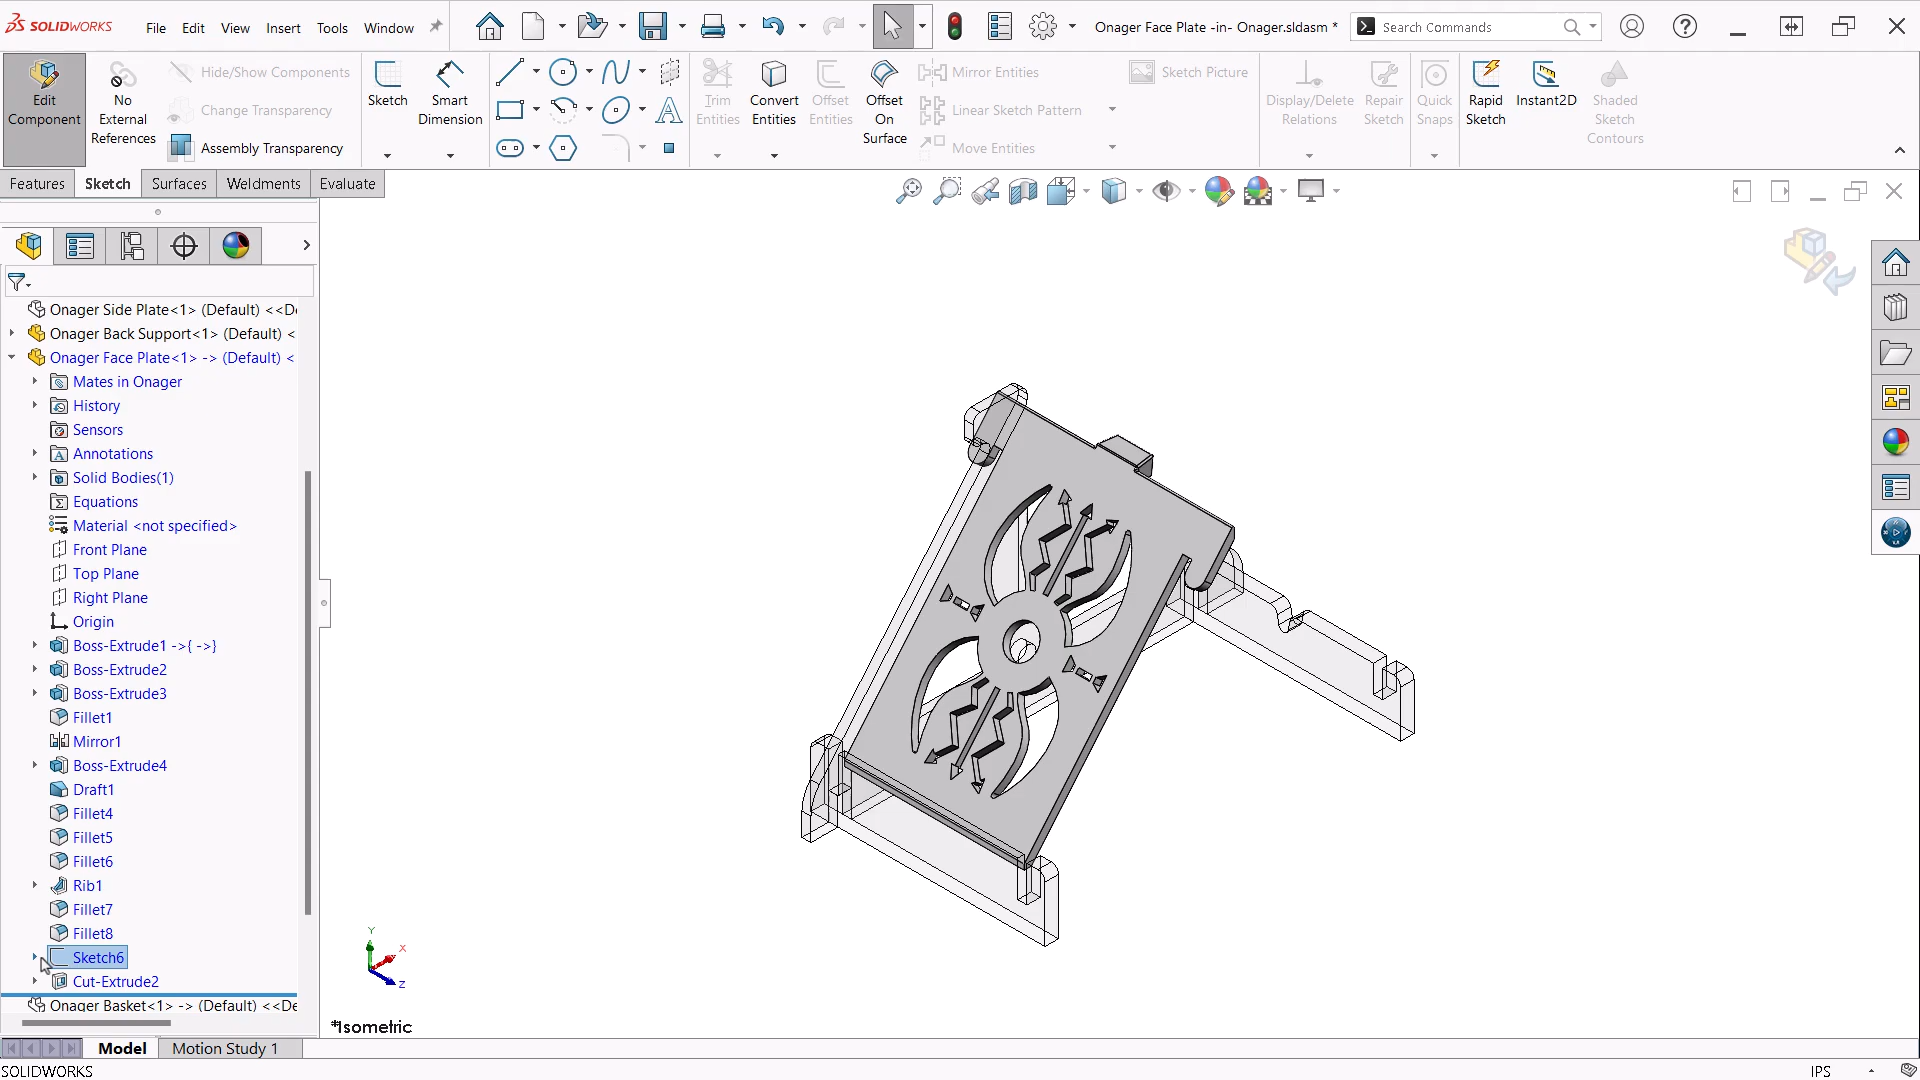 SOLIDWORKS
File Edit View Insert Tools Window
Onager Face Plate -in- Onager.sldasm *
Search Commands
Edit Component
No External References
Hide/Show Components
Change Transparency
Assembly Transparency
Sketch
Smart Dimension
Trim Entities
Convert Entities
Offset Entities
Offset On Surface
Mirror Entities
Linear Sketch Pattern
Move Entities
Sketch Picture
Display/Delete Relations
Repair Sketch
Quick Snaps
Rapid Sketch
Instant2D
Shaded Sketch Contours
Features Sketch Surfaces Weldments Evaluate
Onager Side Plate<1> (Default) <<De
Onager Back Support<1> (Default) <
Onager Face Plate<1> -> (Default) <
Mates in Onager
History
Sensors
Annotations
Solid Bodies(1)
Equations
Material <not specified>
Front Plane
Top Plane
Right Plane
Origin
Boss-Extrude1 ->{ ->}
Boss-Extrude2
Boss-Extrude3
Fillet1
Mirror1
Boss-Extrude4
Draft1
Fillet4
Fillet5
Fillet6
Rib1
Fillet7
Fillet8
Sketch6
Cut-Extrude2
Onager Basket<1> -> (Default) <<De
Y
X
Z
*Isometric
Model Motion Study 1
SOLIDWORKS
IPS